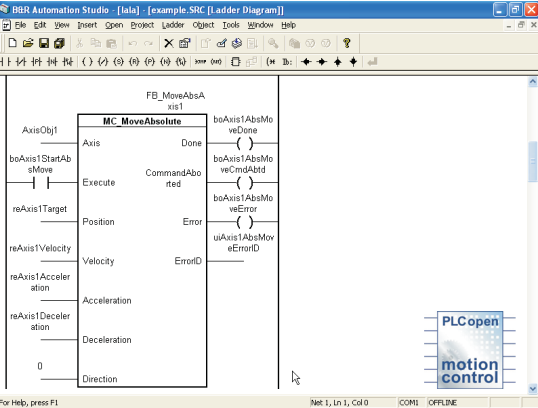 B&R Automation Studio - [lala] - [example.SRC [Ladder Diagram]]
File Edit View Insert Open Project Ladder Object Tools Window Help
FB_MoveAbsA
xis1
MC_MoveAbsolute
AxisObj1
Axis
Done
boAxis1AbsMo
veDone
boAxis1StartAb
sMove
Execute
CommandAbo
rted
boAxis1AbsMo
veCmdAbtd
reAxis1Target
Position
Error
boAxis1AbsMo
veError
reAxis1Velocity
Velocity
ErrorID
uiAxis1AbsMov
eErrorID
reAxis1Acceler
ation
Acceleration
reAxis1Deceler
ation
Deceleration
0
Direction
PLCopen
motion
control
For Help, press F1
Net 1, Ln 1, Col 0
COM1
OFFLINE